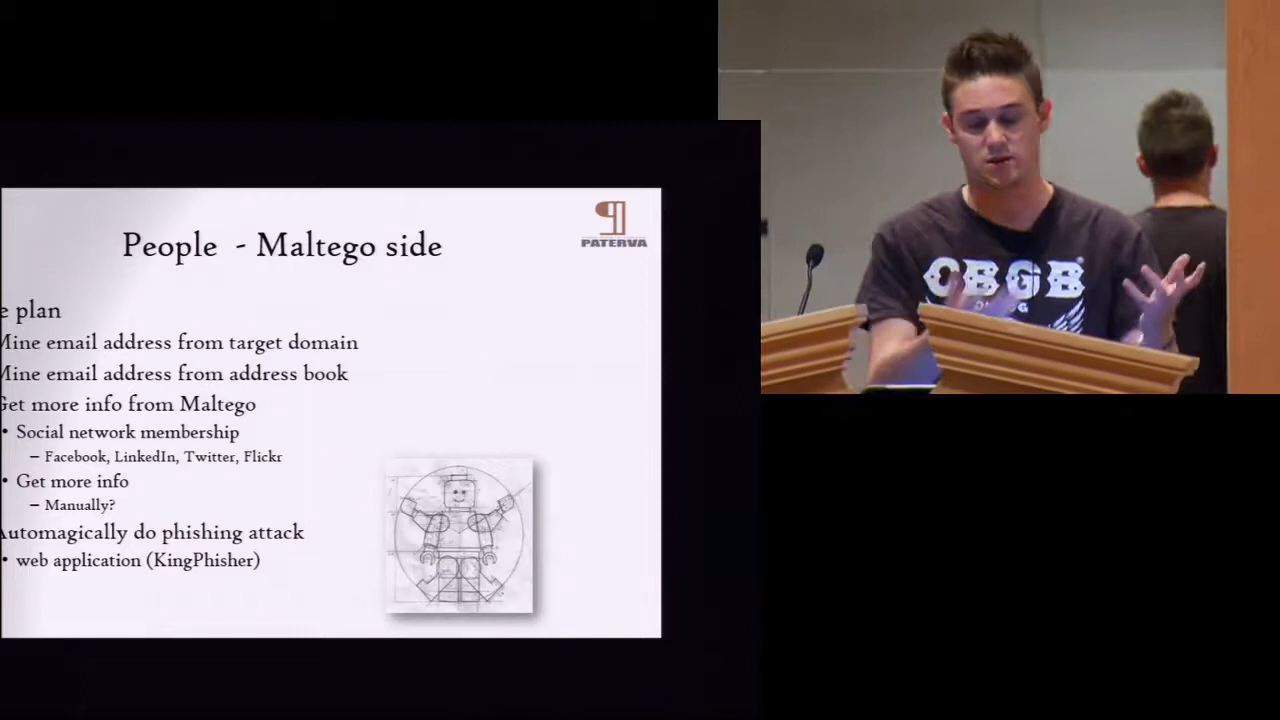 PATERVA
People - Maltego side
e plan
Mine email address from target domain
Mine email address from address book
Get more info from Maltego
• Social network membership
– Facebook, LinkedIn, Twitter, Flickr
• Get more info
– Manually?
Automagically do phishing attack
• web application (KingPhisher)
CBGB